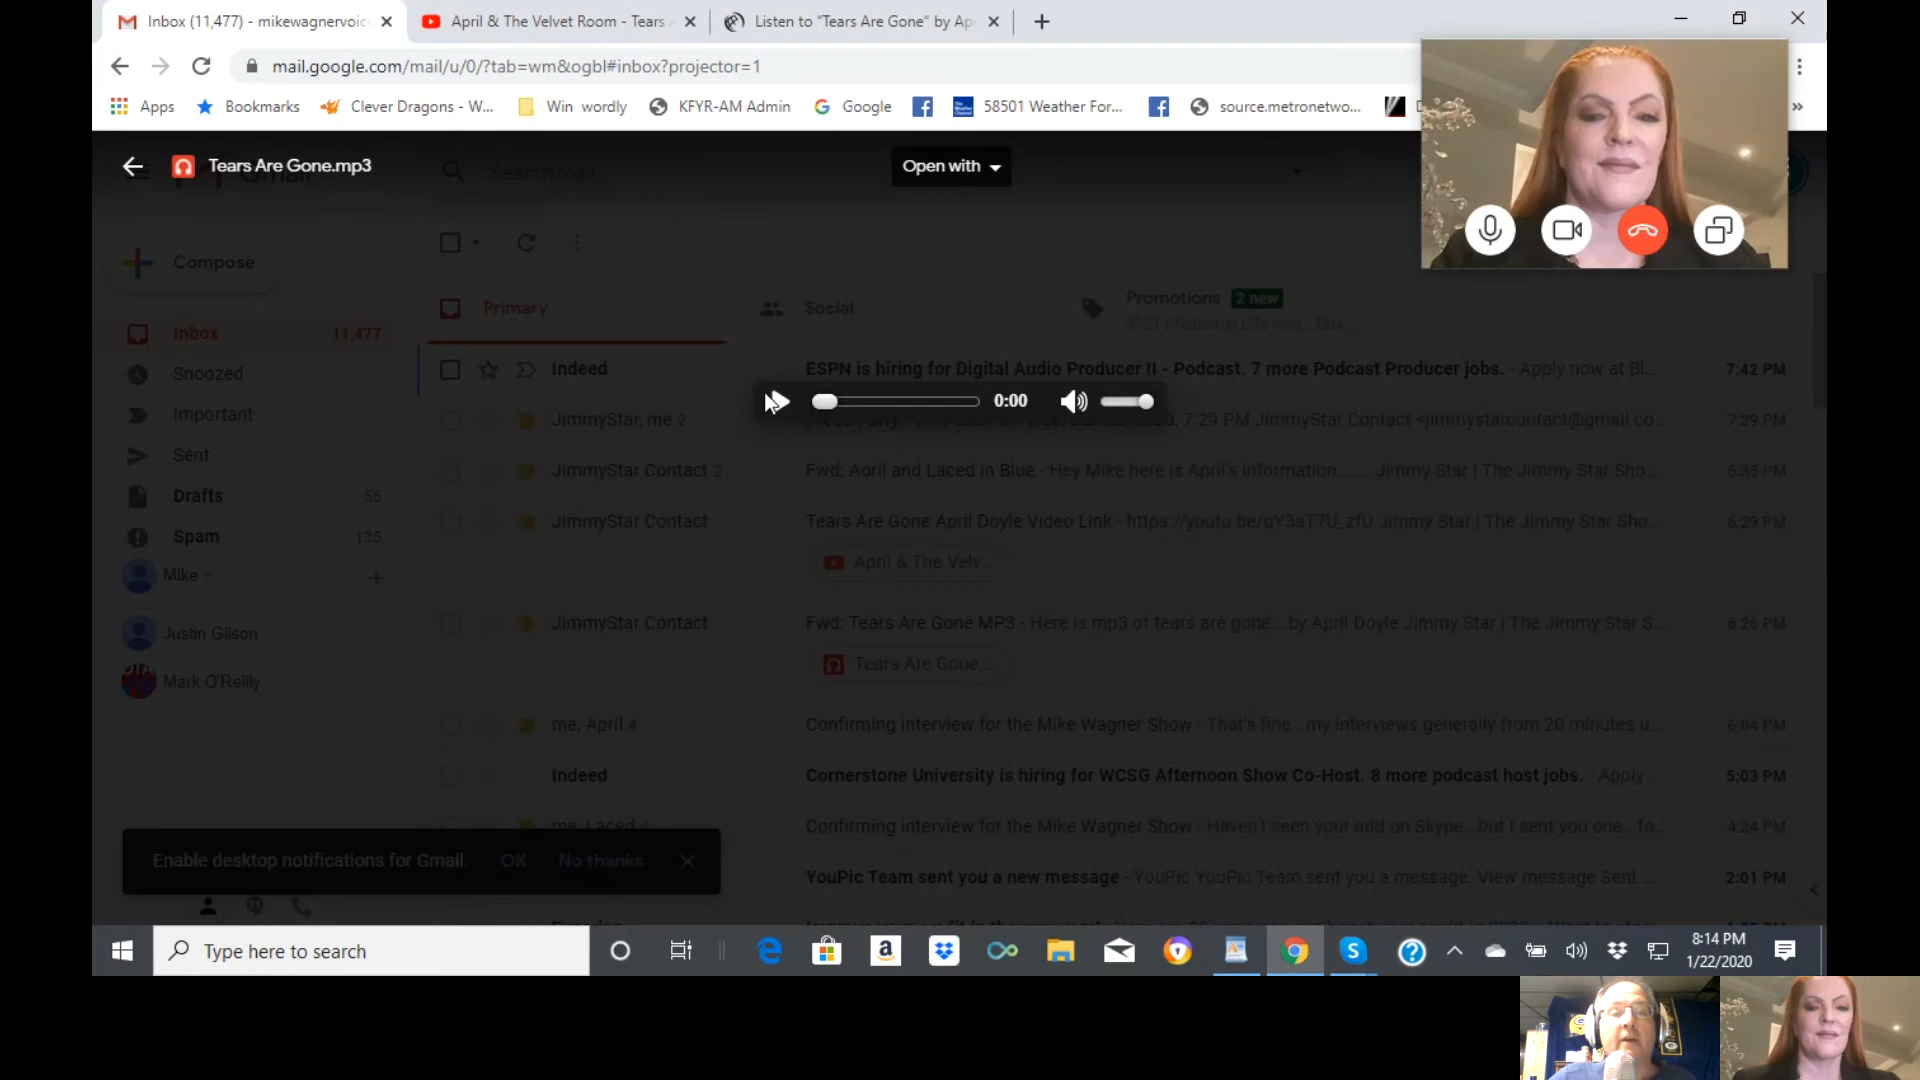 Inbox (11,477) - mikewagnervoic
April & The Velvet Room - Tears
Listen to “Tears Are Gone” by Ap
mail.google.com/mail/u/0/?tab=wm&ogbl#inbox?projector=1
Apps
Bookmarks
Clever Dragons - W...
Win wordly
KFYR-AM Admin
Google
58501 Weather For...
source.metronetwo...
Tears Are Gone.mp3
Search mail
Open with
Compose
Primary
Social
Promotions 2 new
Inbox 11,477
Snoozed
Important
Sent
Drafts 55
Spam 135
Mike
Justin Gilson
Mark O'Reilly
Indeed ESPN is hiring for Digital Audio Producer II - Podcast. 7 more Podcast Producer jobs. - Apply now at Bl... 7:42 PM
0:00
JimmyStar, me 2 2020, 7:29 PM JimmyStar Contact <jimmystarcontact@gmail.co... 7:29 PM
JimmyStar Contact 2 Fwd: Aoril and Laced in Blue - Hey Mike here is April's information......... Jimmy Star | The Jimmy Star Sho... 6:35 PM
JimmyStar Contact Tears Are Gone April Doyle Video Link - https://youtu.be/qY3aT7U_zfU Jimmy Star | The Jimmy Star Sho... 6:29 PM
April & The Velv...
JimmyStar Contact Fwd: Tears Are Gone MP3 - Here is mp3 of tears are gone....by April Doyle Jimmy Star | The Jimmy Star S... 6:26 PM
Tears Are Gone....
me, April 4 Confirming interview for the Mike Wagner Show - That's fine...my interviews generally from 20 minutes u... 6:04 PM
Indeed Cornerstone University is hiring for WCSG Afternoon Show Co-Host. 8 more podcast host jobs. - Apply ... 5:03 PM
me, Laced 4 Confirming interview for the Mike Wagner Show - Haven't seen your add on Skype...but I sent you one...fo... 4:24 PM
YouPic Team sent you a new message - YouPic YouPic Team sent you a message. View message Sent ... 2:01 PM
Enable desktop notifications for Gmail. OK No thanks
Type here to search
8:14 PM
1/22/2020